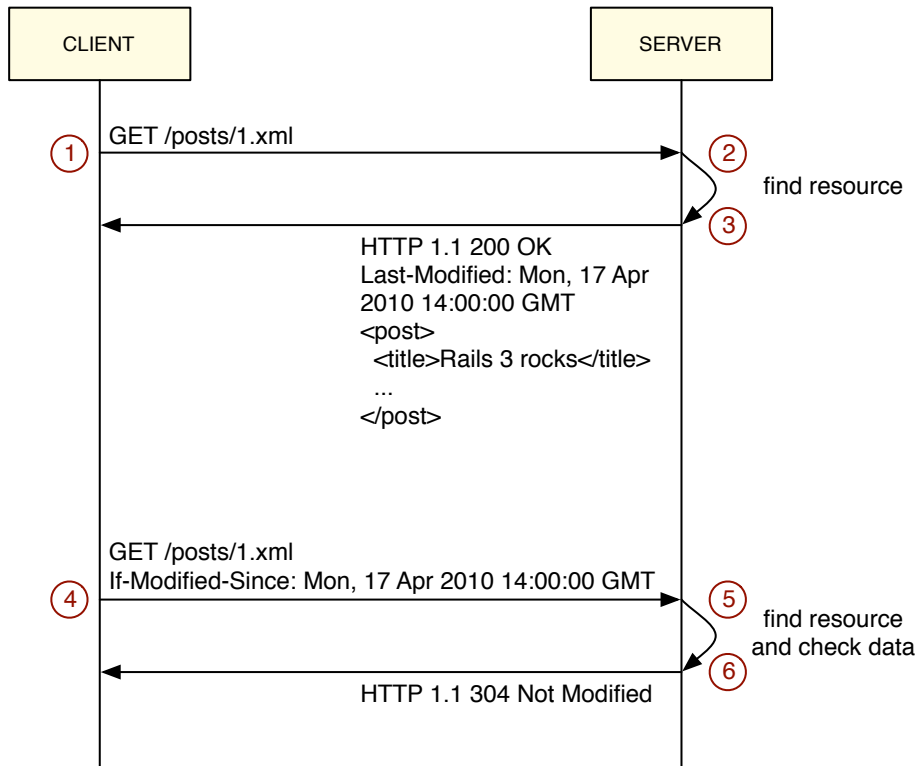 CLIENT
SERVER
GET /posts/1.xml
1
2
find resource
3
HTTP 1.1 200 OK
Last-Modified: Mon, 17 Apr
2010 14:00:00 GMT
<post>
<title>Rails 3 rocks</title>
...
</post>
GET /posts/1.xml
If-Modified-Since: Mon, 17 Apr 2010 14:00:00 GMT
4
5
find resource
and check data
6
HTTP 1.1 304 Not Modified